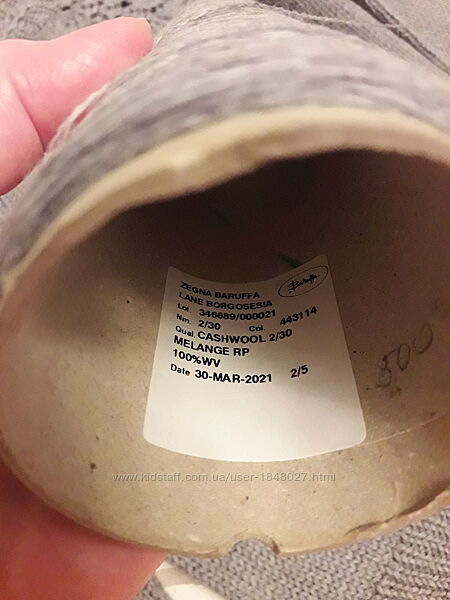 Baruffa
ZEGNA BARUFFA
LANE BORGOSESIA
Lot. 346689/000021
Nm. 2/30 Col. 443114
Qual. CASHWOOL 2/30
MELANGE RP
100%WV
Date 30-MAR-2021 2/5
500
www.kidstaff.com.ua/user-1848027.html